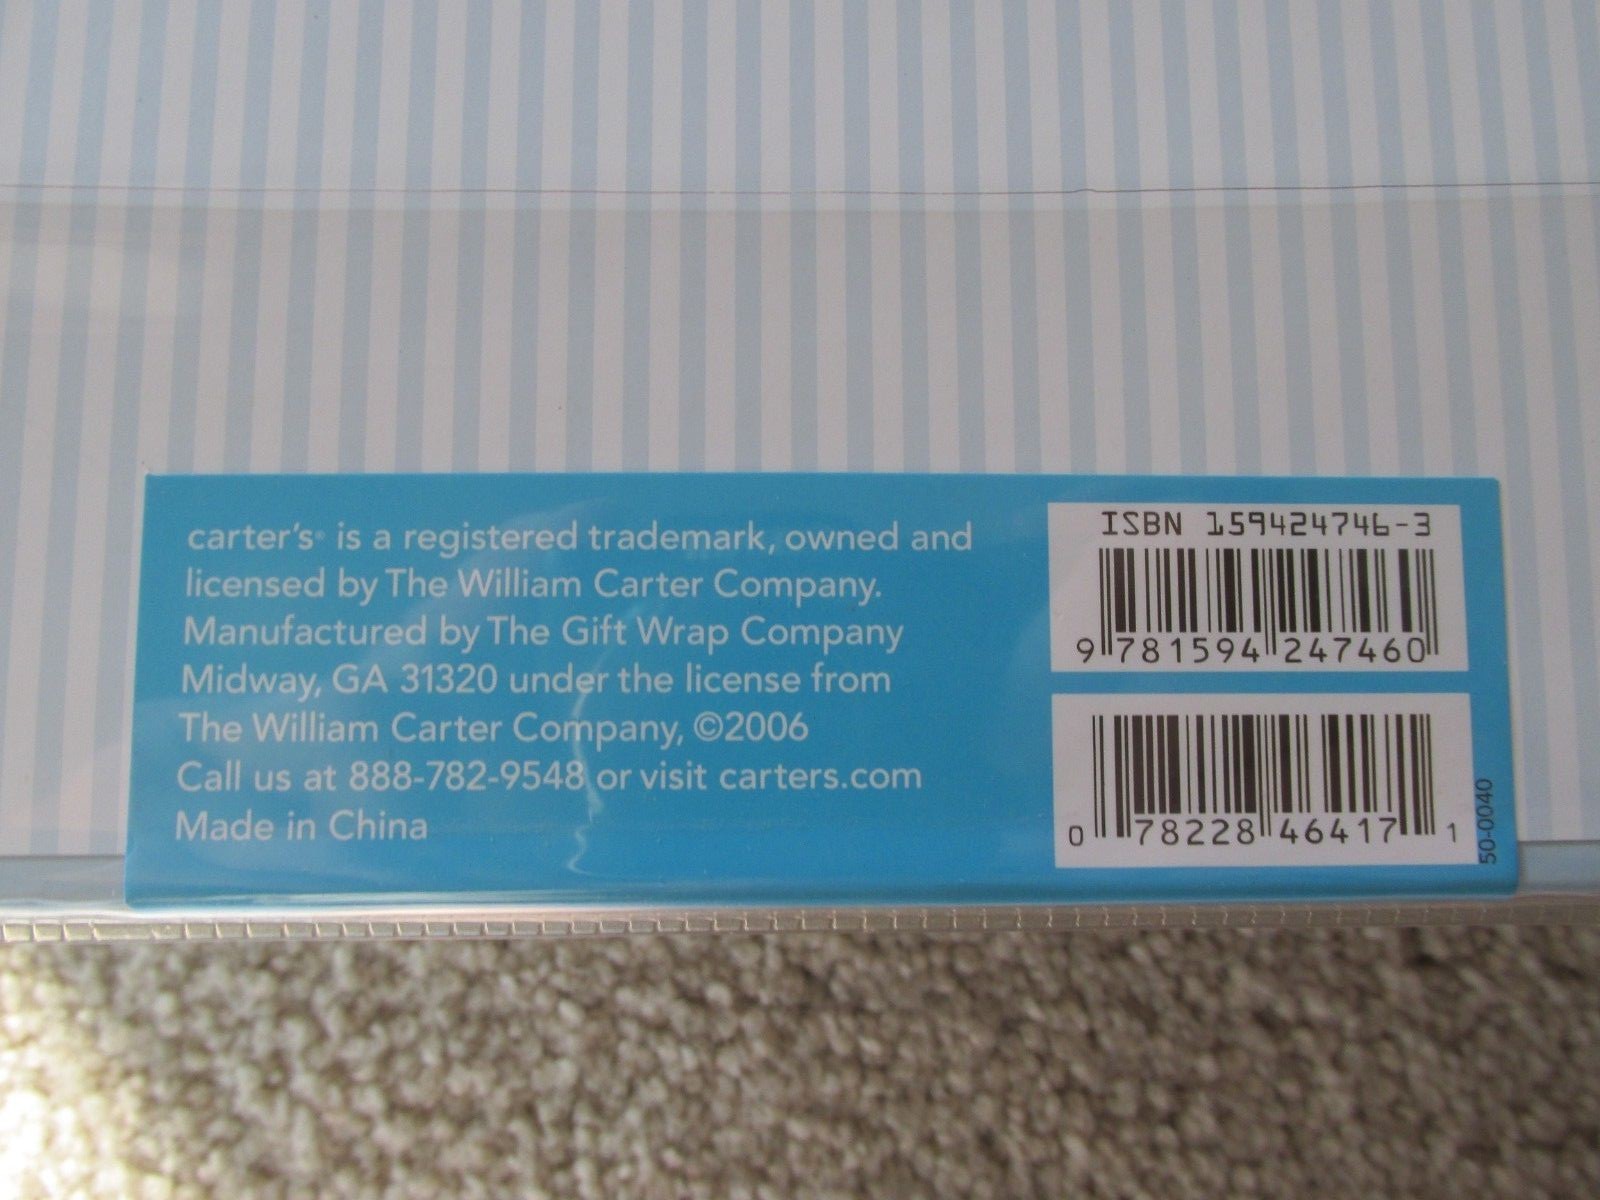 carter's® is a registered trademark, owned and
licensed by The William Carter Company.
Manufactured by The Gift Wrap Company
Midway, GA 31320 under the license from
The William Carter Company, ©2006
Call us at 888-782-9548 or visit carters.com
Made in China
ISBN 159424746-3
9 781594 247460
0 78228 46417 1
50-0040